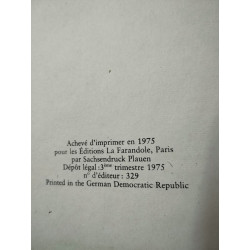 Achevé d'imprimer en 1975
pour les Éditions La Farandole, Paris
par Sachsendruck Plauen
Dépôt légal : 3ème trimestre 1975
n° d'éditeur : 329
Printed in the German Democratic Republic